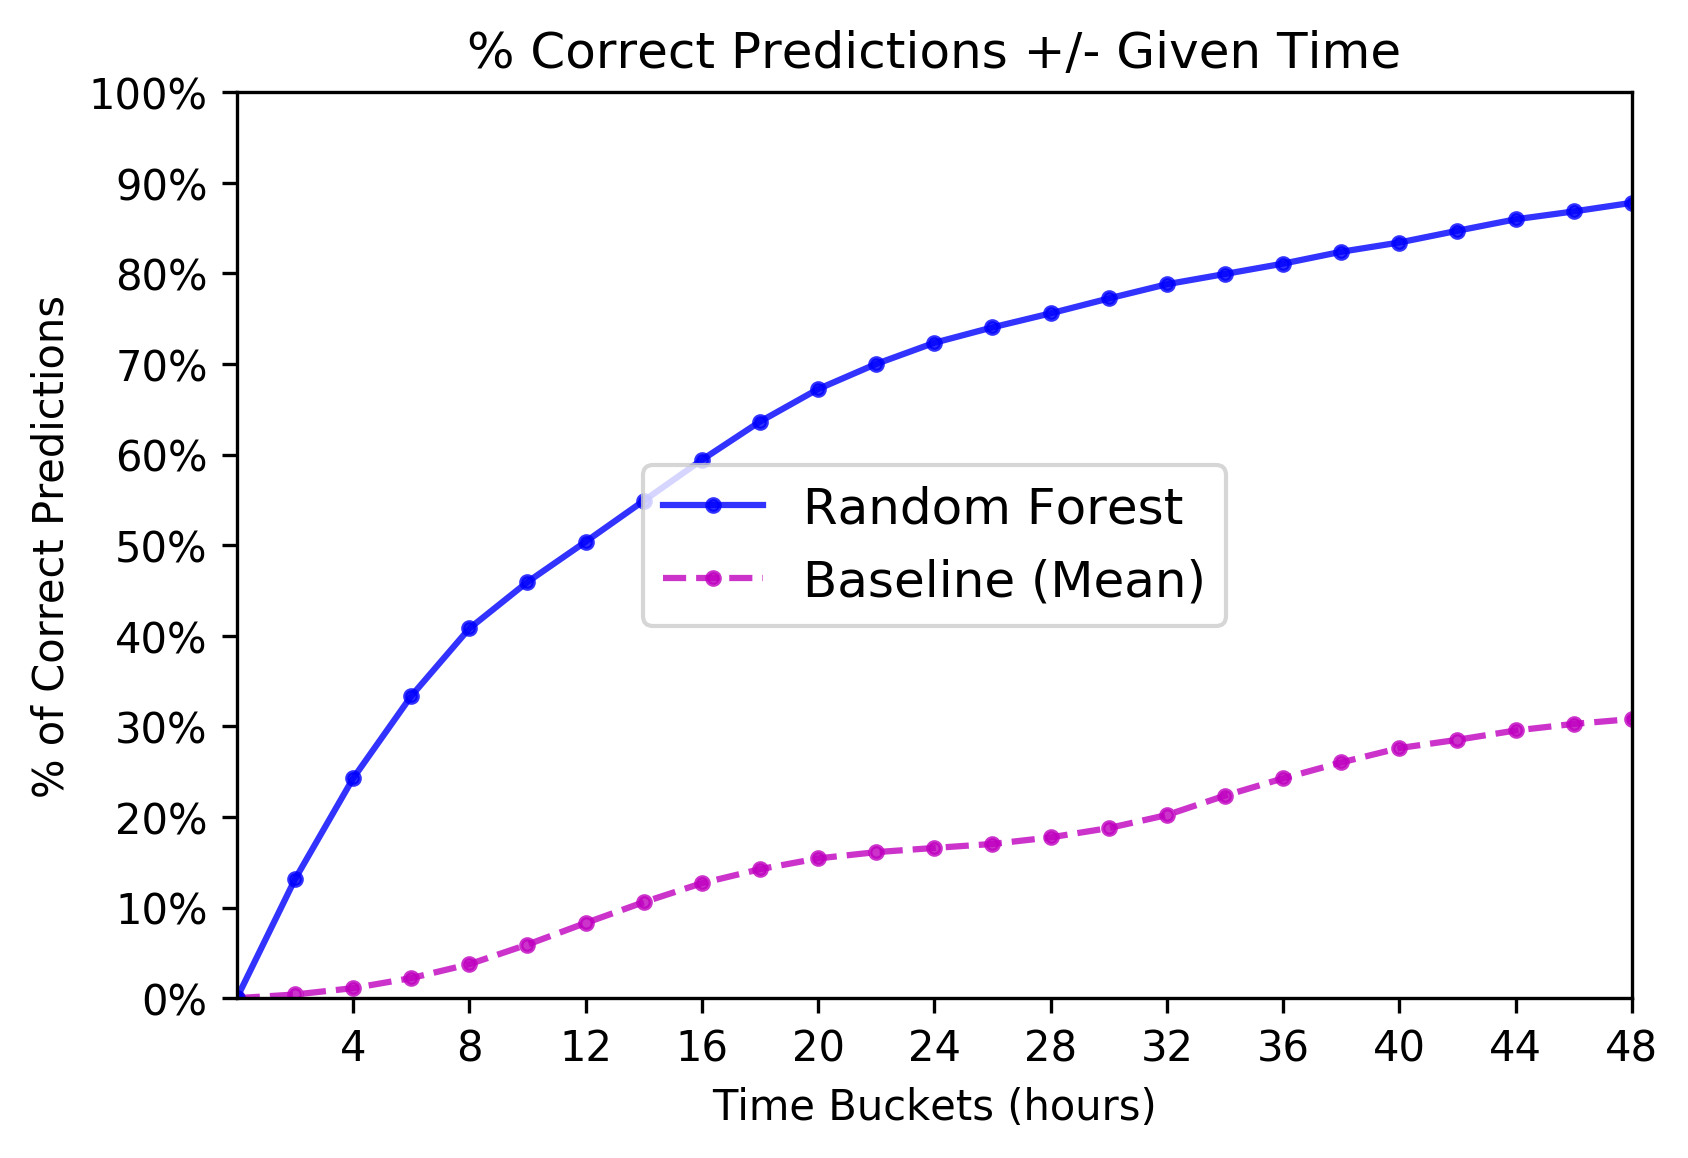 % Correct Predictions +/- Given Time
100%
90%
80%
70%
60%
50%
40%
30%
20%
10%
0%
% of Correct Predictions
Random Forest
Baseline (Mean)
4 8 12 16 20 24 28 32 36 40 44 48
Time Buckets (hours)